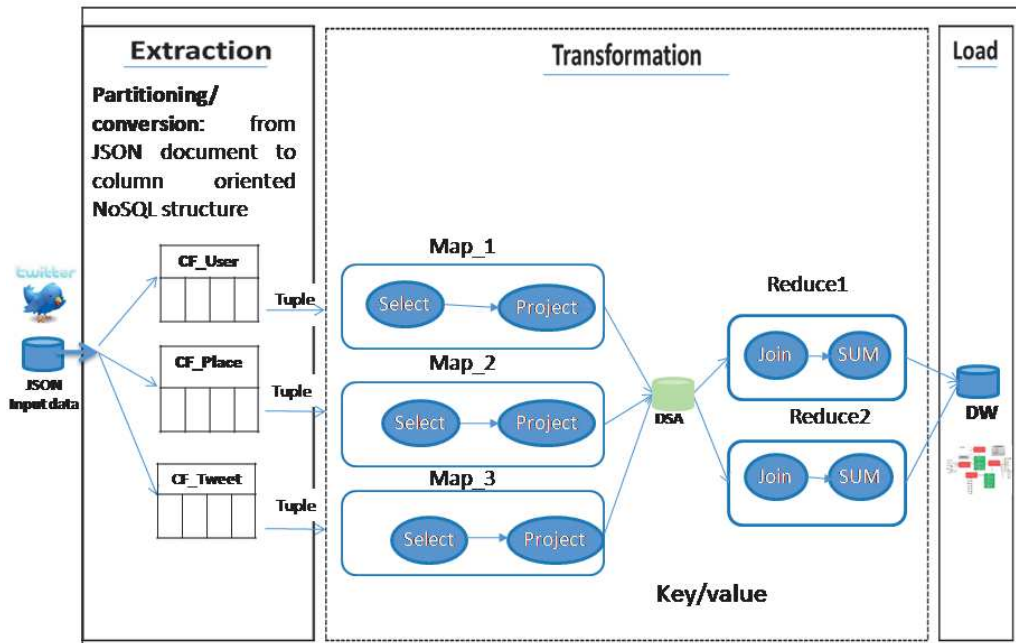 Extraction
Partitioning/
conversion: from
JSON document to
column oriented
NoSQL structure
twitter
JSON
Input data
CF_User
CF_Place
CF_Tweet
Tuple
Tuple
Tuple
Transformation
Map_1
Select
Project
Map_2
Select
Project
Map_3
Select
Project
DSA
Reduce1
Join
SUM
Reduce2
Join
SUM
Key/value
Load
DW